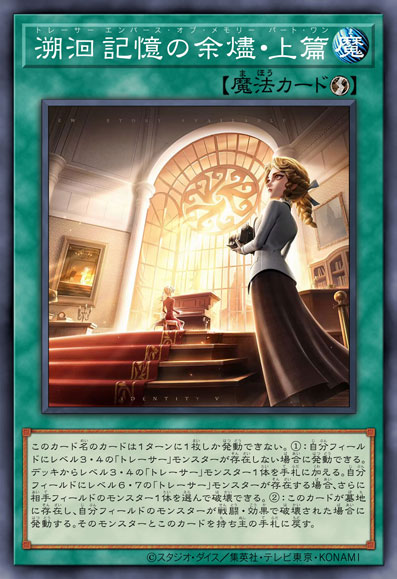 トレーサー エンバース・オブ・メモリー パート・ワン
溯洄記憶の余燼・上篇
魔
【魔法カード】
IDENTITY V
このカード名のカードは1ターンに1枚しか発動できない。①:自分フィール
ドにレベル3・4の「トレーサー」モンスターが存在しない場合に発動できる。
デッキからレベル3・4の「トレーサー」モンスター1体を手札に加える。自分
フィールドにレベル6・7の「トレーサー」モンスターが存在する場合、さらに
相手フィールドのモンスター1体を選んで破壊できる。②:このカードが墓地
に存在し、自分フィールドのモンスターが戦闘・効果で破壊された場合に
発動する。そのモンスターとこのカードを持ち主の手札に戻す。
©スタジオ・ダイス/集英社・テレビ東京・KONAMI